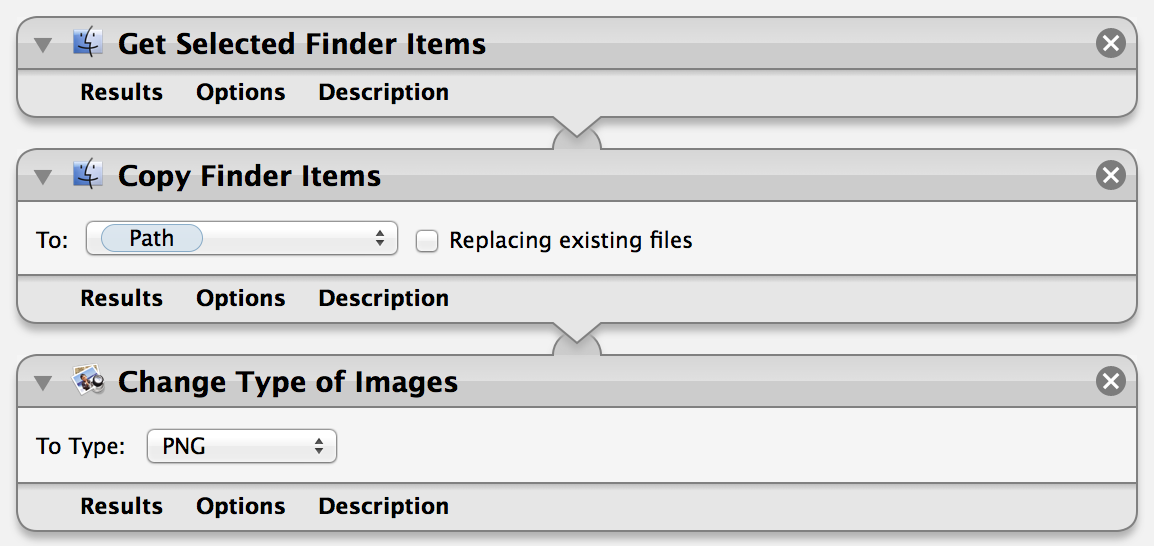 Get Selected Finder Items
Results Options Description
Copy Finder Items
To: Path Replacing existing files
Results Options Description
Change Type of Images
To Type: PNG
Results Options Description